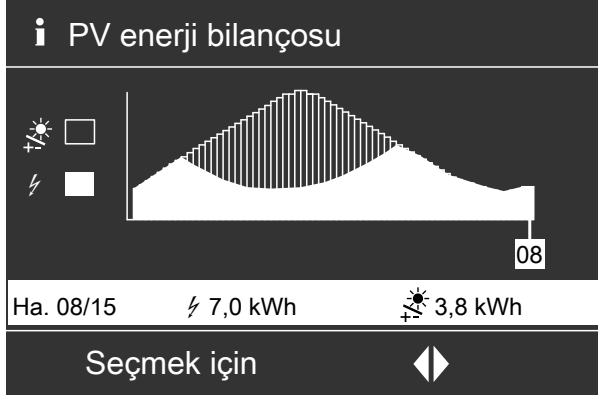 i PV enerji bilançosu
+/-
08
Ha. 08/15 7,0 kWh +/- 3,8 kWh
Seçmek için